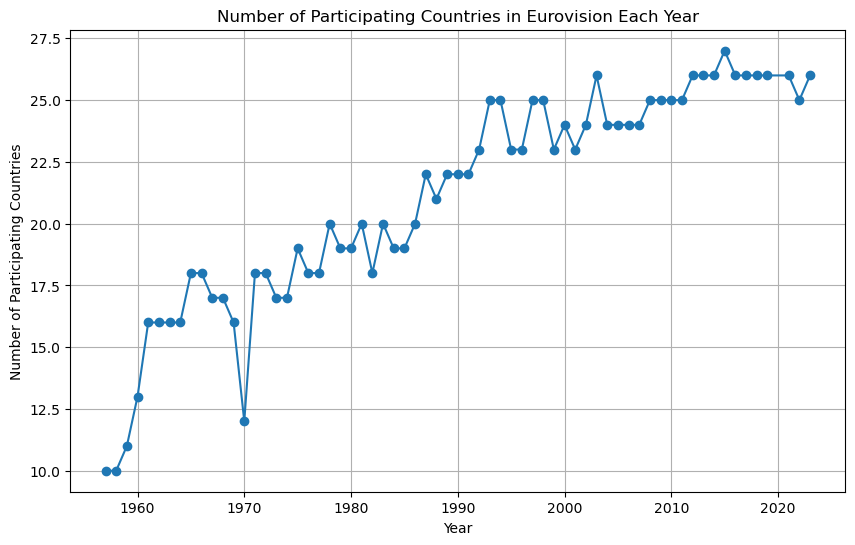 Number of Participating Countries in Eurovision Each Year
27.5
25.0
22.5
20.0
17.5
15.0
12.5
10.0
Number of Participating Countries
1960 1970 1980 1990 2000 2010 2020
Year